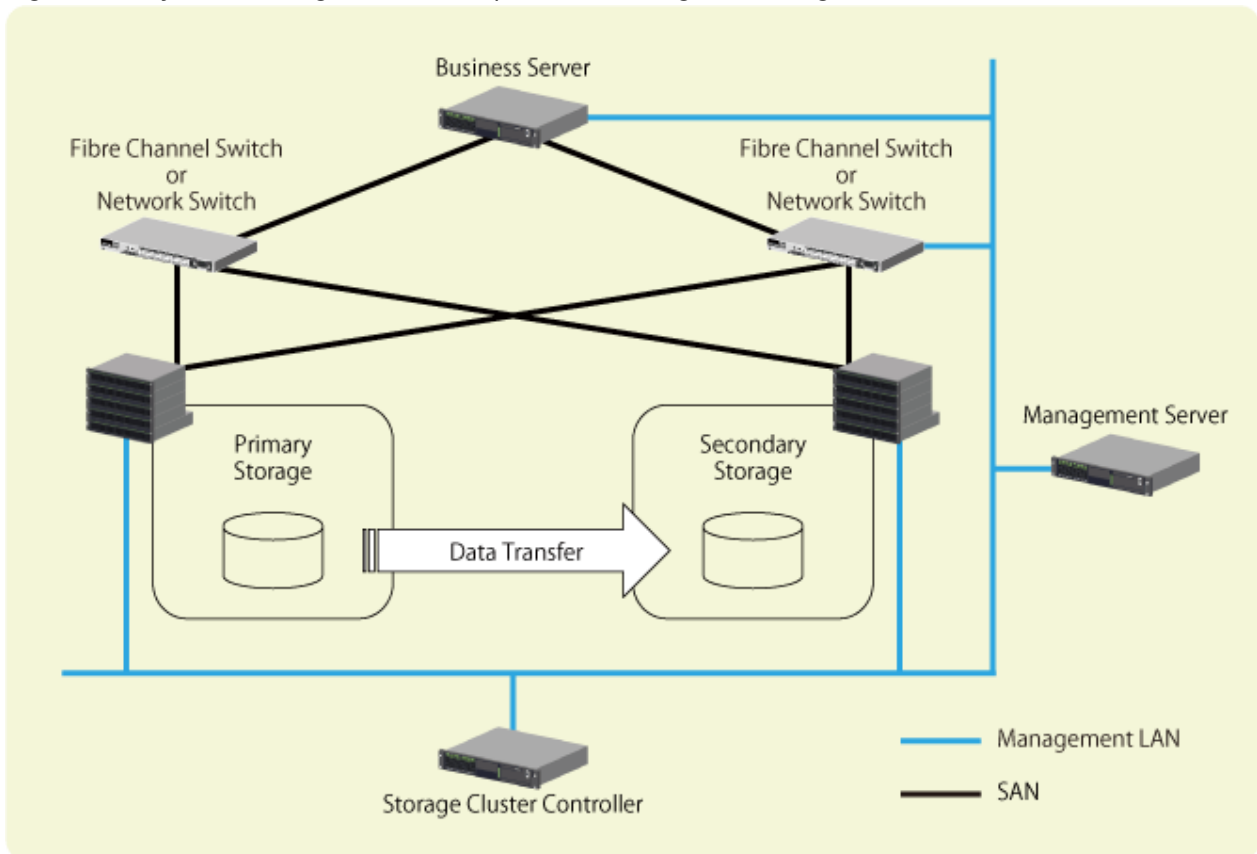 Business Server
Fibre Channel Switch
or
Network Switch
Fibre Channel Switch
or
Network Switch
Primary
Storage
Secondary
Storage
Management Server
Data Transfer
Management LAN
SAN
Storage Cluster Controller